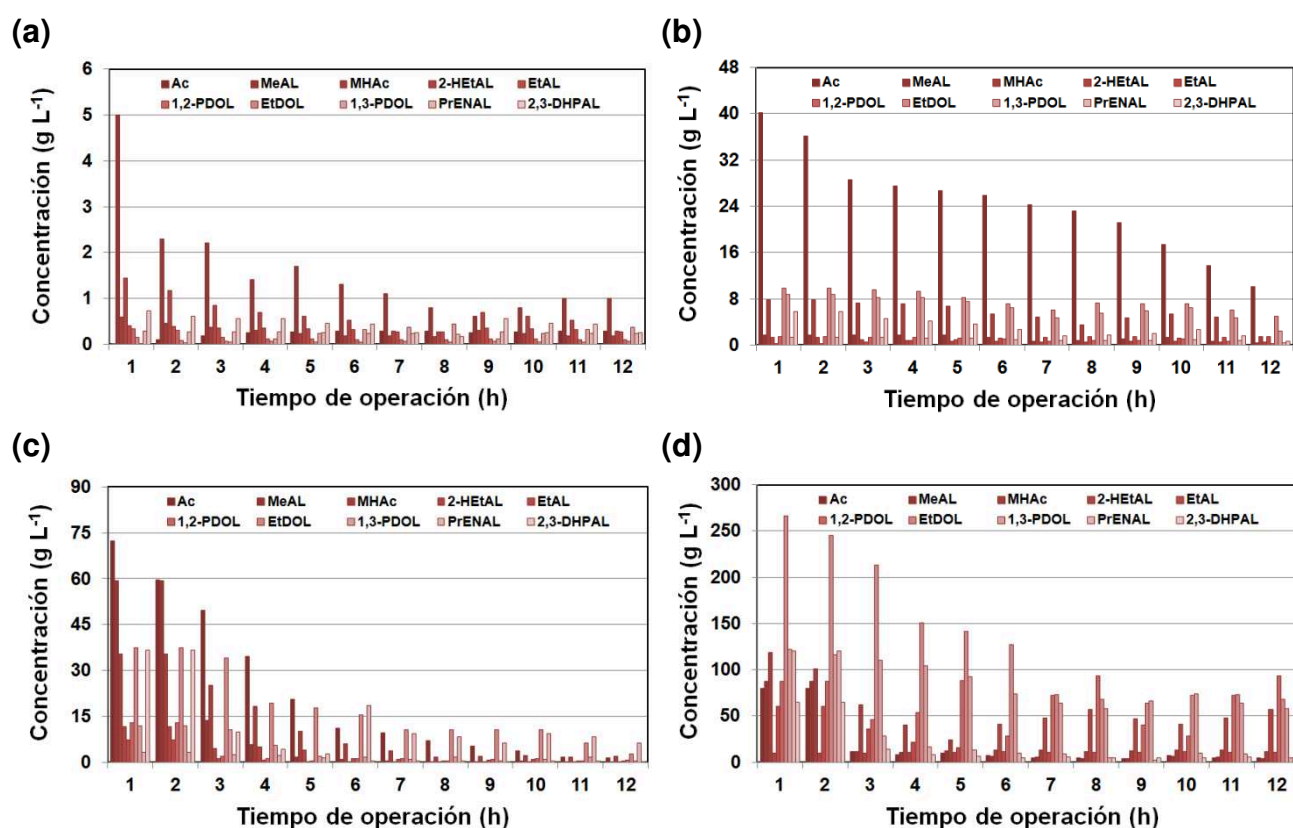 (a)
Concentración (g L-1)
6
5
4
3
2
1
0
Ac MeAL MHAc 2-HEtAL EtAL
1,2-PDOL EtDOL 1,3-PDOL PrENAL 2,3-DHPAL
1 2 3 4 5 6 7 8 9 10 11 12
Tiempo de operación (h)
(b)
Concentración (g L-1)
48
40
32
24
16
8
0
Ac MeAL MHAc 2-HEtAL EtAL
1,2-PDOL EtDOL 1,3-PDOL PrENAL 2,3-DHPAL
1 2 3 4 5 6 7 8 9 10 11 12
Tiempo de operación (h)
(c)
Concentración (g L-1)
90
75
60
45
30
15
0
Ac MeAL MHAc 2-HEtAL EtAL
1,2-PDOL EtDOL 1,3-PDOL PrENAL 2,3-DHPAL
1 2 3 4 5 6 7 8 9 10 11 12
Tiempo de operación (h)
(d)
Concentración (g L-1)
300
250
200
150
100
50
0
Ac MeAL MHAc 2-HEtAL EtAL
1,2-PDOL EtDOL 1,3-PDOL PrENAL 2,3-DHPAL
1 2 3 4 5 6 7 8 9 10 11 12
Tiempo de operación (h)